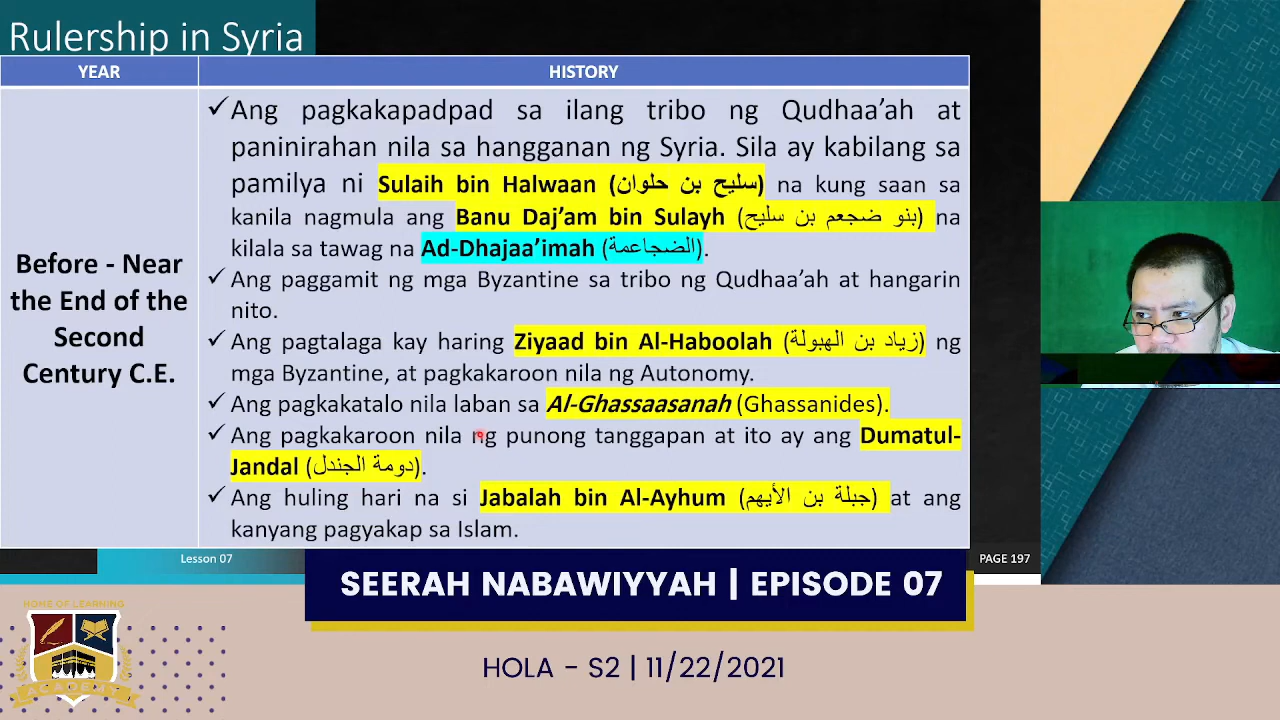 Rulership in Syria
YEAR
HISTORY
Before - Near
the End of the
Second
Century C.E.
✓Ang pagkakapadpad sa ilang tribo ng Qudhaa’ah at
paninirahan nila sa hangganan ng Syria. Sila ay kabilang sa
pamilya ni Sulaih bin Halwaan (سليح بن حلوان) na kung saan sa
kanila nagmula ang Banu Daj’am bin Sulayh (بنو ضجعم بن سليح) na
kilala sa tawag na Ad-Dhajaa’imah (الضجاعمة).
✓Ang paggamit ng mga Byzantine sa tribo ng Qudhaa’ah at hangarin
nito.
✓Ang pagtalaga kay haring Ziyaad bin Al-Haboolah (زياد بن الهبولة) ng
mga Byzantine, at pagkakaroon nila ng Autonomy.
✓Ang pagkakatalo nila laban sa Al-Ghassaasanah (Ghassanides).
✓Ang pagkakaroon nila ng punong tanggapan at ito ay ang Dumatul-
Jandal (دومة الجندل).
✓Ang huling hari na si Jabalah bin Al-Ayhum (جبلة بن الأيهم) at ang
kanyang pagyakap sa Islam.
Lesson 07
PAGE 197
SEERAH NABAWIYYAH | EPISODE 07
HOME OF LEARNING
ACADEMY
HOLA - S2 | 11/22/2021